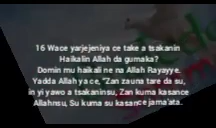 16 Wace yarjejeniya ce take a tsakanin
Haikalin Allah da gumaka?
Domin mu haikali ne na Allah Rayayye.
Yadda Allah ya ce, "Zan zauna tare da su,
in yi yawo a tsakaninsu, Zan kuma kasance
Allahnsu, Su kuma su kasance jama'ata.